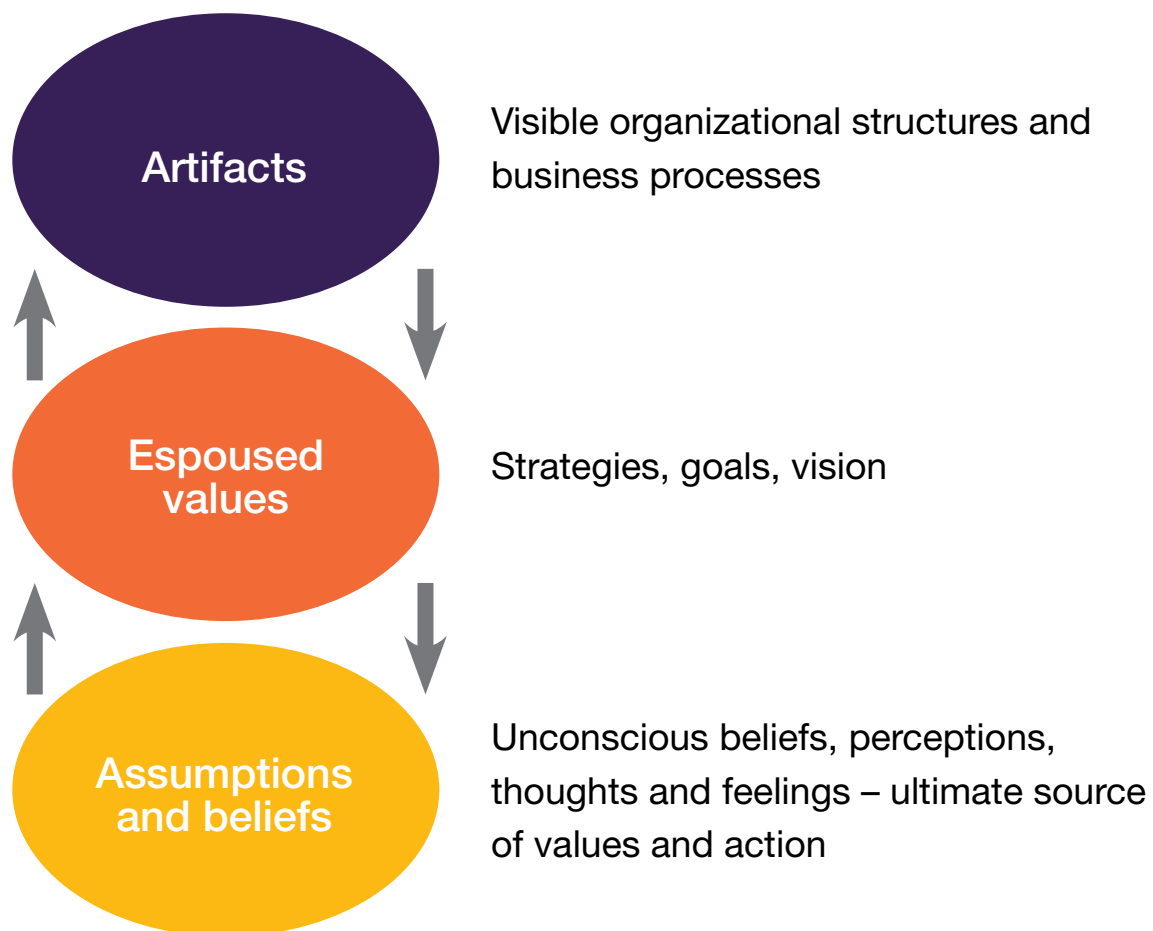 Artifacts
Visible organizational structures and
business processes
Espoused
values
Strategies, goals, vision
Assumptions
and beliefs
Unconscious beliefs, perceptions,
thoughts and feelings – ultimate source
of values and action